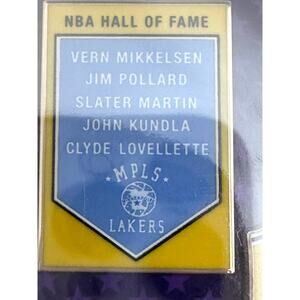 NBA HALL OF FAME
VERN MIKKELSEN
JIM POLLARD
SLATER MARTIN
JOHN KUNDLA
CLYDE LOVELLETTE
MPLS
LAKERS